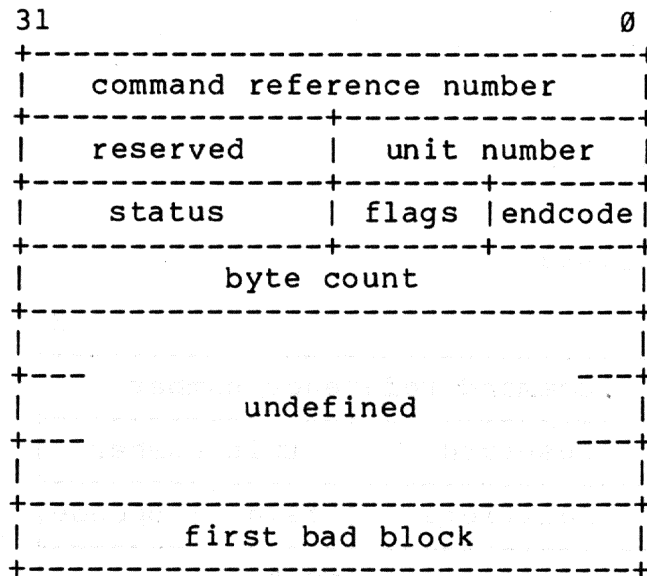 31 0
command reference number
reserved unit number
status flags endcode
byte count
undefined
first bad block